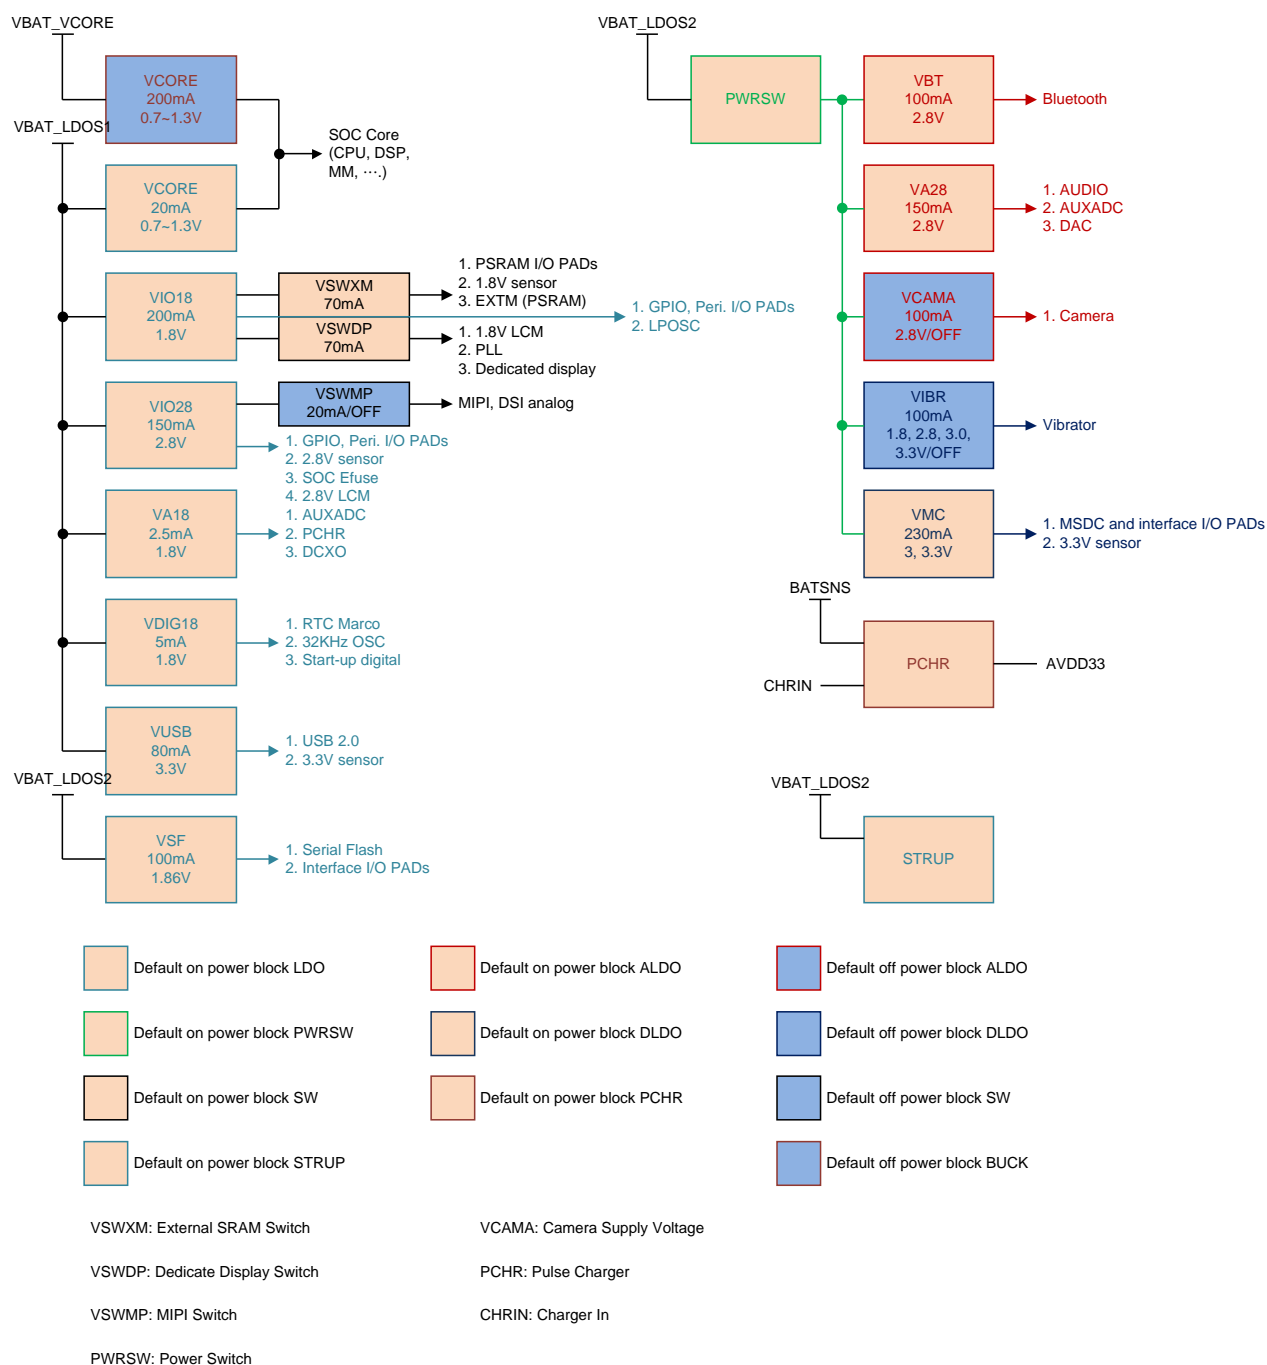 VBAT_VCORE
VCORE
200mA
0.7~1.3V
VBAT_LDOS1
SOC Core
(CPU, DSP,
MM, ….)
VCORE
20mA
0.7~1.3V
VIO18
200mA
1.8V
VSWXM
70mA
1. PSRAM I/O PADs
2. 1.8V sensor
3. EXTM (PSRAM)
1. GPIO, Peri. I/O PADs
2. LPOSC
VSWDP
70mA
1. 1.8V LCM
2. PLL
3. Dedicated display
VIO28
150mA
2.8V
VSWMP
20mA/OFF
MIPI, DSI analog
1. GPIO, Peri. I/O PADs
2. 2.8V sensor
3. SOC Efuse
4. 2.8V LCM
VA18
2.5mA
1.8V
1. AUXADC
2. PCHR
3. DCXO
VDIG18
5mA
1.8V
1. RTC Marco
2. 32KHz OSC
3. Start-up digital
VUSB
80mA
3.3V
1. USB 2.0
2. 3.3V sensor
VBAT_LDOS2
VSF
100mA
1.86V
1. Serial Flash
2. Interface I/O PADs
VBAT_LDOS2
PWRSW
VBT
100mA
2.8V
Bluetooth
VA28
150mA
2.8V
1. AUDIO
2. AUXADC
3. DAC
VCAMA
100mA
2.8V/OFF
1. Camera
VIBR
100mA
1.8, 2.8, 3.0,
3.3V/OFF
Vibrator
VMC
230mA
3, 3.3V
1. MSDC and interface I/O PADs
2. 3.3V sensor
BATSNS
PCHR
AVDD33
CHRIN
VBAT_LDOS2
STRUP
Default on power block LDO
Default on power block ALDO
Default off power block ALDO
Default on power block PWRSW
Default on power block DLDO
Default off power block DLDO
Default on power block SW
Default on power block PCHR
Default off power block SW
Default on power block STRUP
Default off power block BUCK
VSWXM: External SRAM Switch
VCAMA: Camera Supply Voltage
VSWDP: Dedicate Display Switch
PCHR: Pulse Charger
VSWMP: MIPI Switch
CHRIN: Charger In
PWRSW: Power Switch